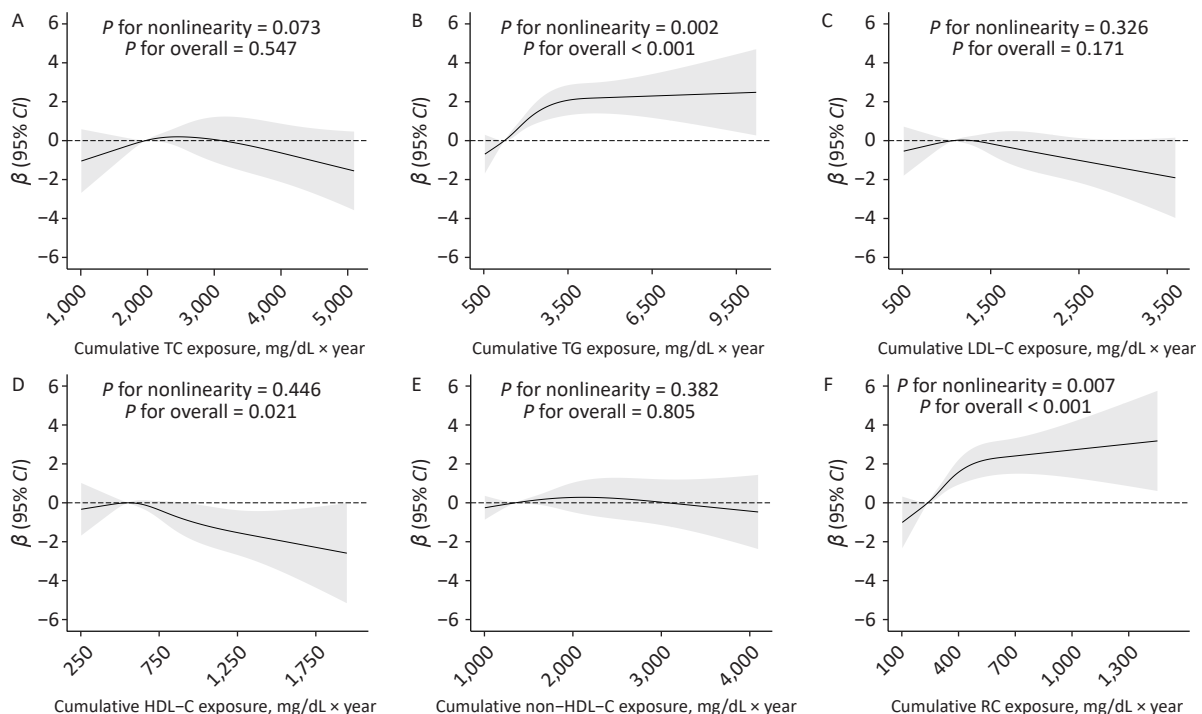 A
P for nonlinearity = 0.073
P for overall = 0.547
β (95% CI)
6
4
2
0
−2
−4
−6
1,000
2,000
3,000
4,000
5,000
Cumulative TC exposure, mg/dL × year
B
P for nonlinearity = 0.002
P for overall < 0.001
β (95% CI)
6
4
2
0
−2
−4
−6
500
3,500
6,500
9,500
Cumulative TG exposure, mg/dL × year
C
P for nonlinearity = 0.326
P for overall = 0.171
β (95% CI)
6
4
2
0
−2
−4
−6
500
1,500
2,500
3,500
Cumulative LDL−C exposure, mg/dL × year
D
P for nonlinearity = 0.446
P for overall = 0.021
β (95% CI)
6
4
2
0
−2
−4
−6
250
750
1,250
1,750
Cumulative HDL−C exposure, mg/dL × year
E
P for nonlinearity = 0.382
P for overall = 0.805
β (95% CI)
6
4
2
0
−2
−4
−6
1,000
2,000
3,000
4,000
Cumulative non−HDL−C exposure, mg/dL × year
F
P for nonlinearity = 0.007
P for overall < 0.001
β (95% CI)
6
4
2
0
−2
−4
−6
100
400
700
1,000
1,300
Cumulative RC exposure, mg/dL × year